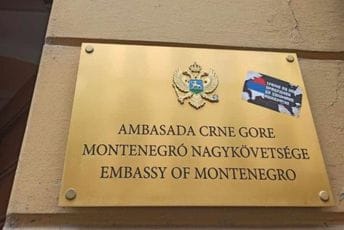 AMBASADA CRNE GORE
MONTENEGRÓ NAGYKÖVETSÉGE
EMBASSY OF MONTENEGRO